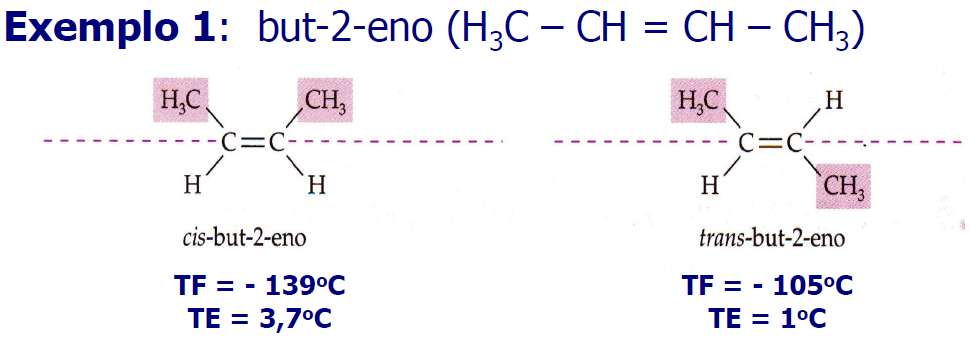 Exemplo 1: but-2-eno (H₃C – CH = CH – CH₃)
H₃C CH₃
C=C
H H
cis-but-2-eno
TF = - 139ºC
TE = 3,7ºC
H₃C H
C=C
H CH₃
trans-but-2-eno
TF = - 105ºC
TE = 1ºC